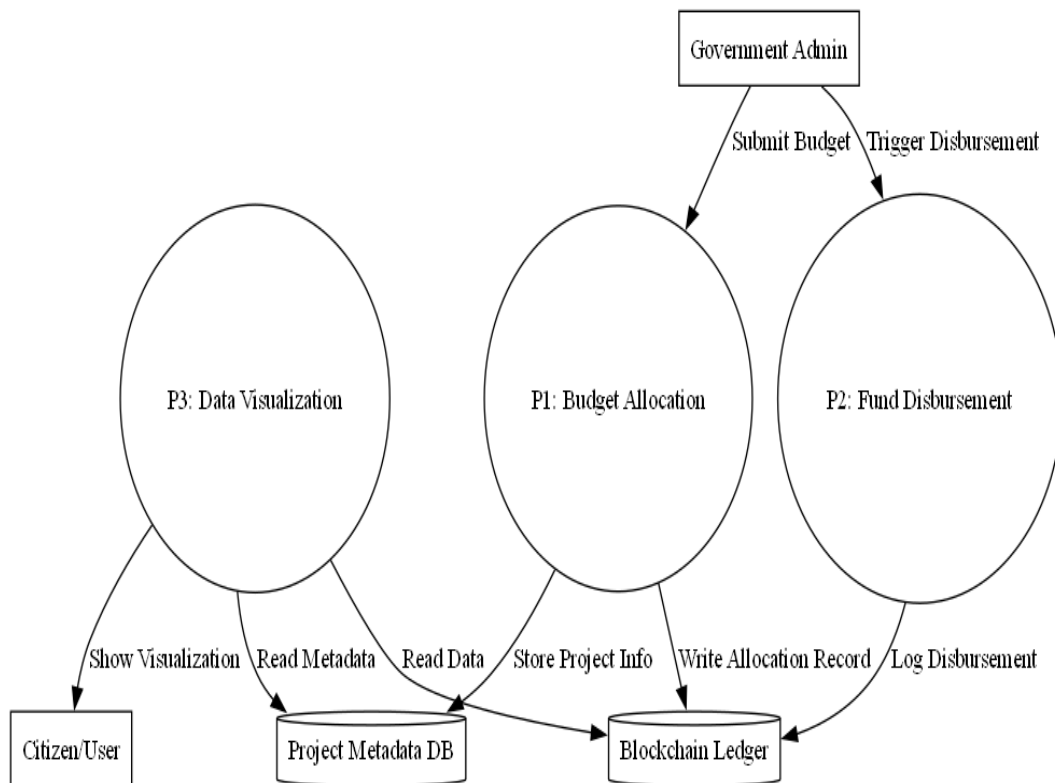 Government Admin
Submit Budget
Trigger Disbursement
P3: Data Visualization
P1: Budget Allocation
P2: Fund Disbursement
Show Visualization
Read Metadata
Read Data
Store Project Info
Write Allocation Record
Log Disbursement
Citizen/User
Project Metadata DB
Blockchain Ledger